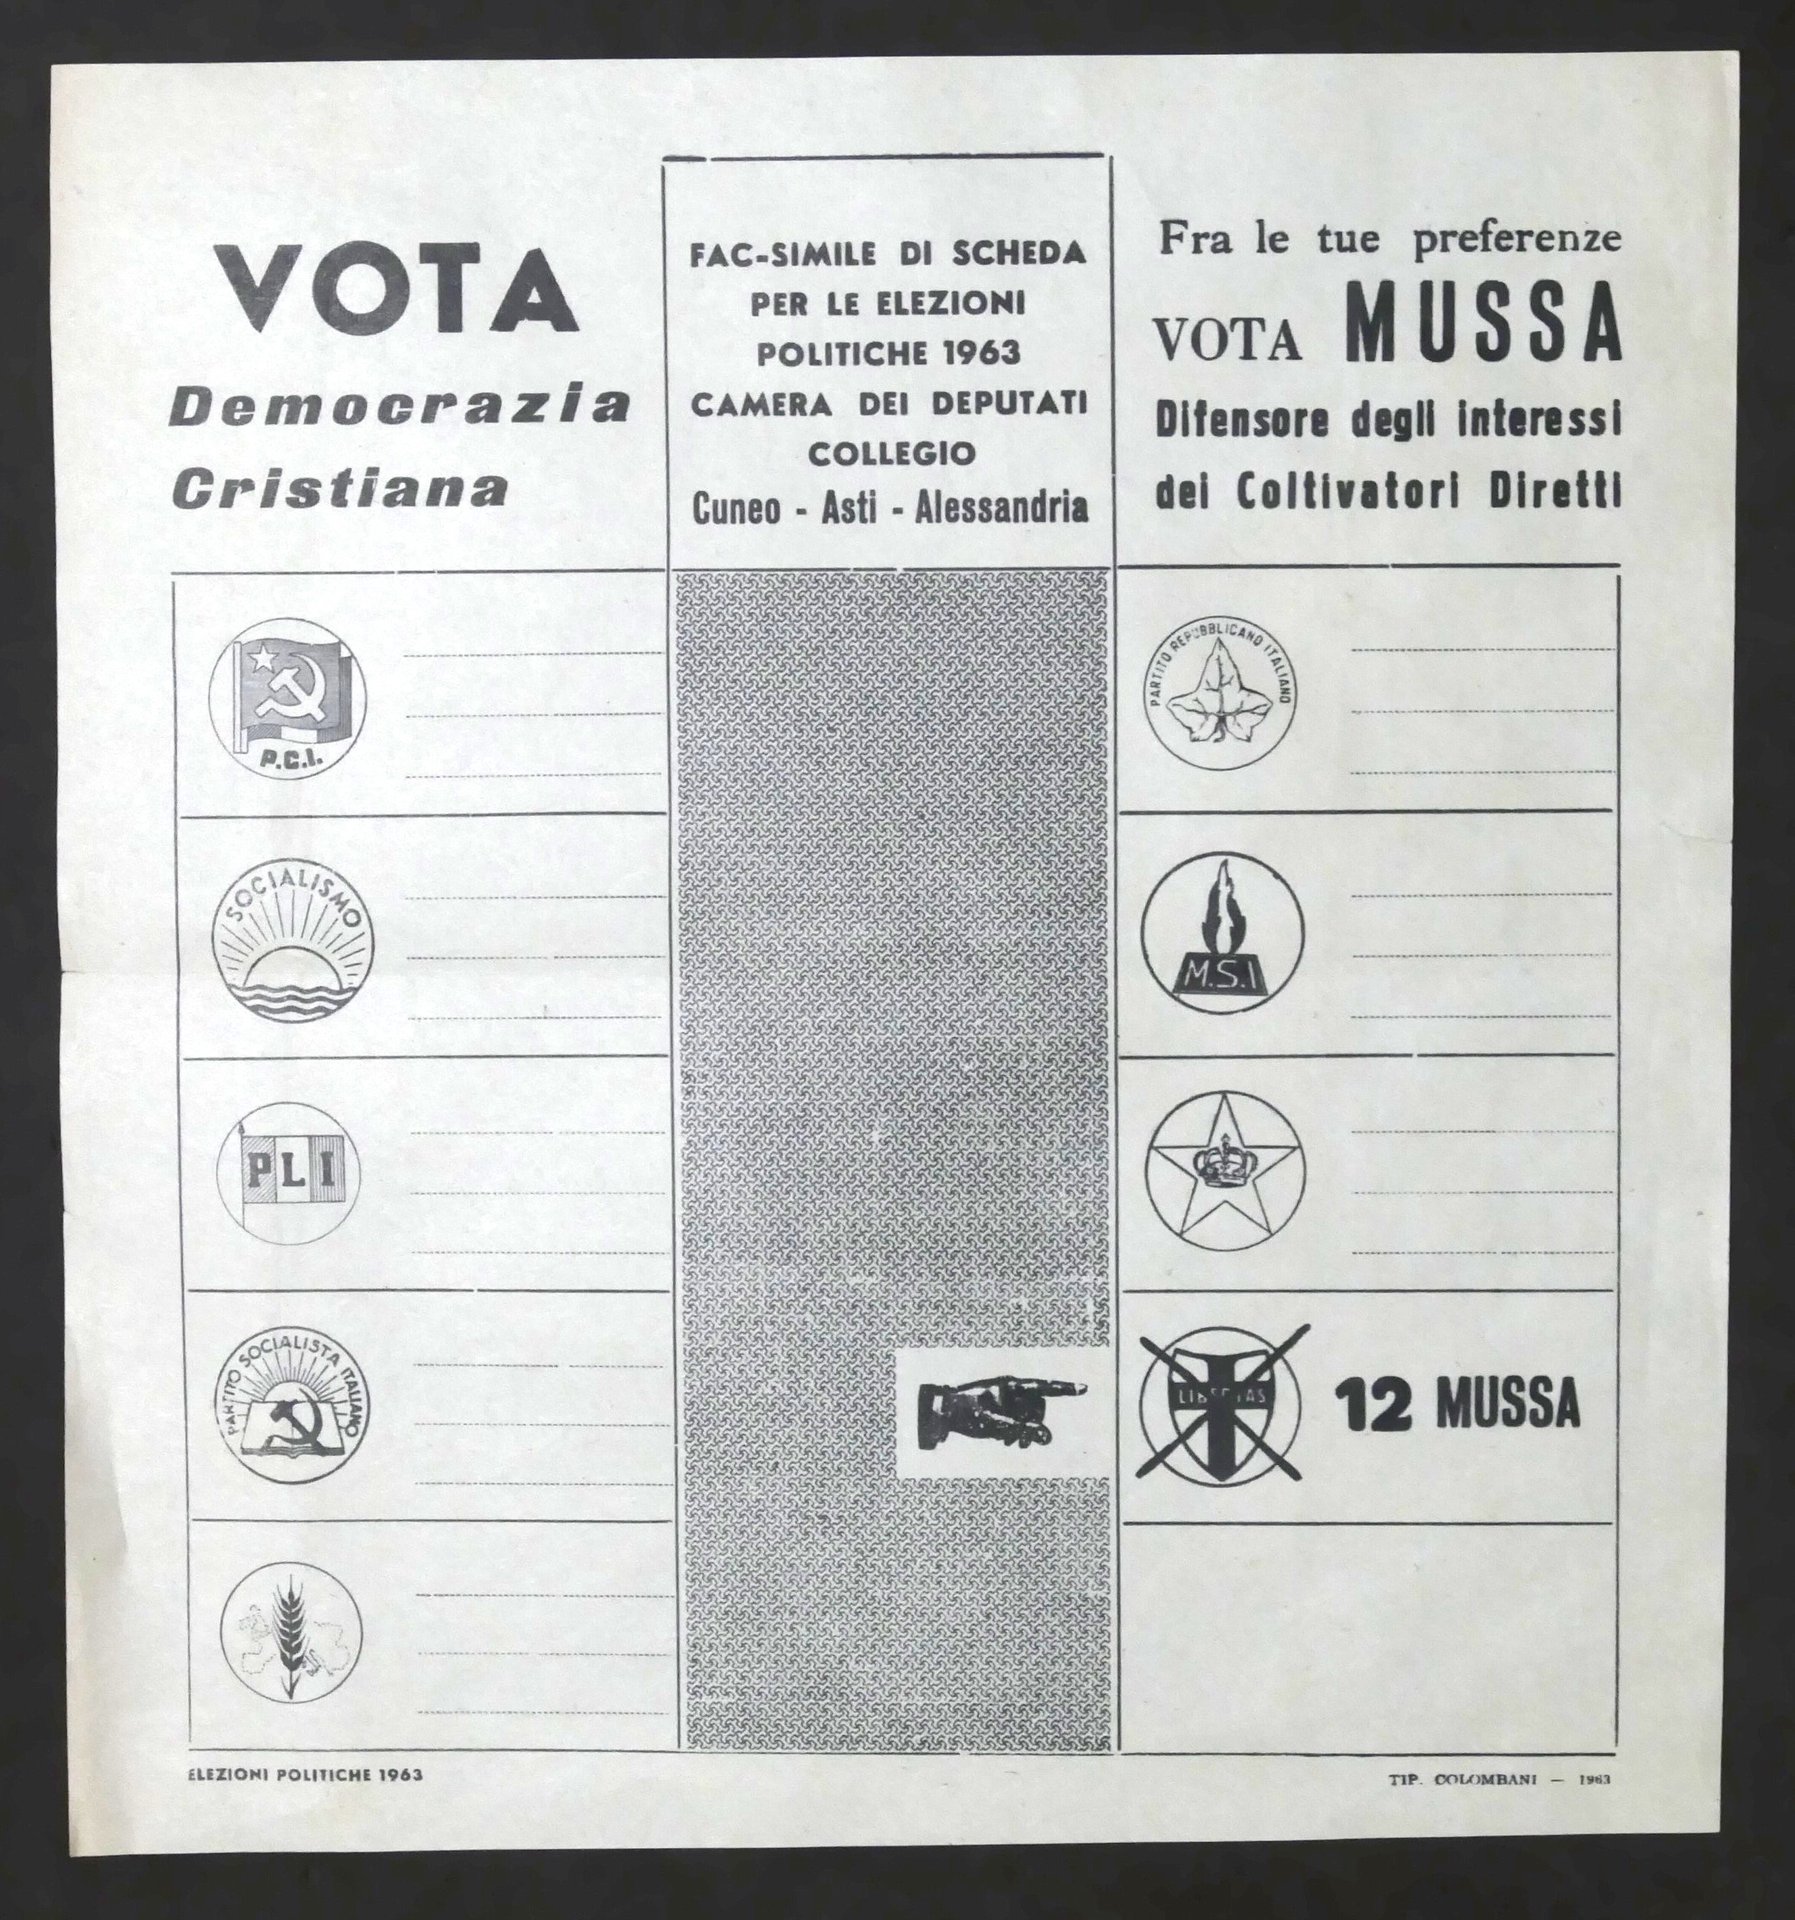 VOTA
Democrazia
Cristiana
FAC-SIMILE DI SCHEDA
PER LE ELEZIONI
POLITICHE 1963
CAMERA DEI DEPUTATI
COLLEGIO
Cuneo - Asti - Alessandria
Fra le tue preferenze
VOTA MUSSA
Difensore degli interessi
dei Coltivatori Diretti
P.C.I.
SOCIALISMO
PLI
PARTITO SOCIALISTA ITALIANO
PARTITO REPUBBLICANO ITALIANO
M.S.I
LIBERTAS
12 MUSSA
ELEZIONI POLITICHE 1963
TIP. COLOMBANI — 1963